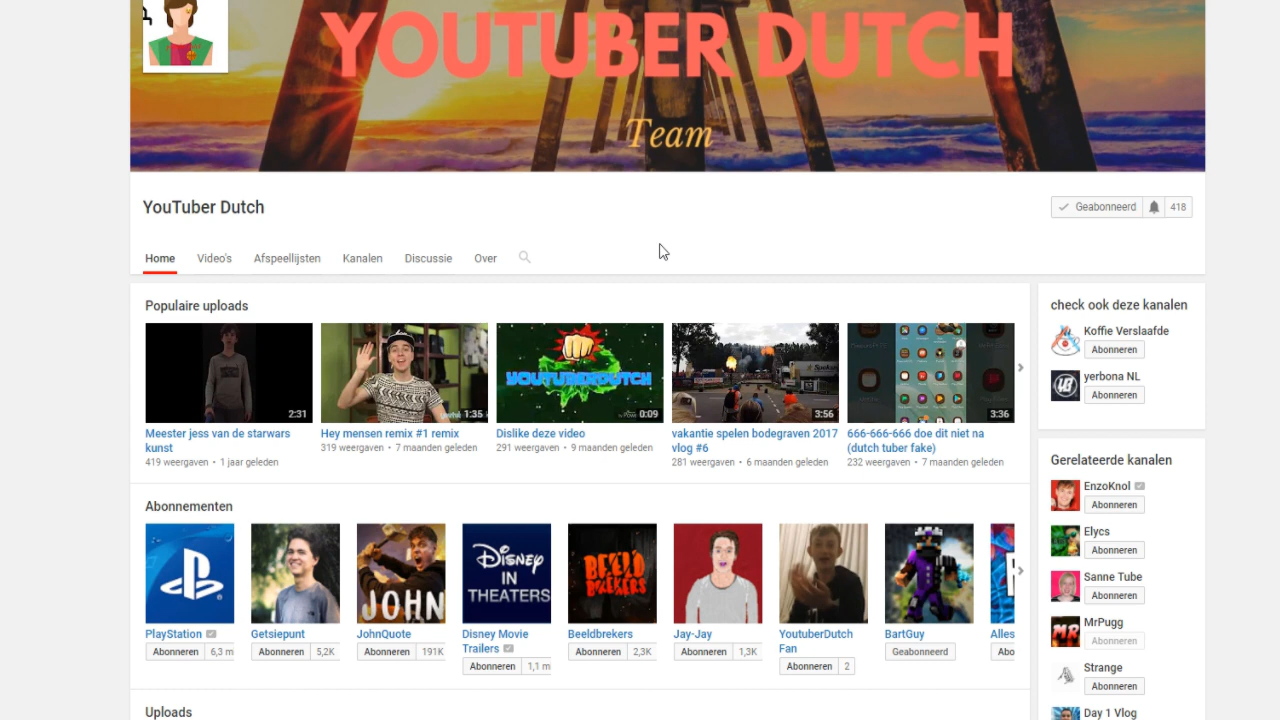 YOUTUBER DUTCH
Team
YouTuber Dutch
Geabonneerd 418
Home Video's Afspeellijsten Kanalen Discussie Over
Populaire uploads
2:31
1:35
YOUTUBERDUTCH
0:09
3:56
3:36
Meester jess van de starwars kunst
419 weergaven • 1 jaar geleden
Hey mensen remix #1 remix
319 weergaven • 7 maanden geleden
Dislike deze video
291 weergaven • 9 maanden geleden
vakantie spelen bodegraven 2017 vlog #6
281 weergaven • 6 maanden geleden
666-666-666 doe dit niet na (dutch tuber fake)
232 weergaven • 7 maanden geleden
Abonnementen
DISNEY
IN
THEATERS
BEELD
BREKERS
JOHN
PlayStation
Abonneren 6,3 m
Getsiepunt
Abonneren 5,2K
JohnQuote
Abonneren 191K
Disney Movie
Trailers
Abonneren 1,1 m
Beeldbrekers
Abonneren 2,3K
Jay-Jay
Abonneren 1,3K
YoutuberDutch
Fan
Abonneren 2
BartGuy
Geabonneerd
Alles
Abo
Uploads
check ook deze kanalen
Koffie Verslaafde
Abonneren
yerbona NL
Abonneren
Gerelateerde kanalen
EnzoKnol
Abonneren
Elycs
Abonneren
Sanne Tube
Abonneren
MR
MrPugg
Abonneren
Strange
Abonneren
Day 1 Vlog